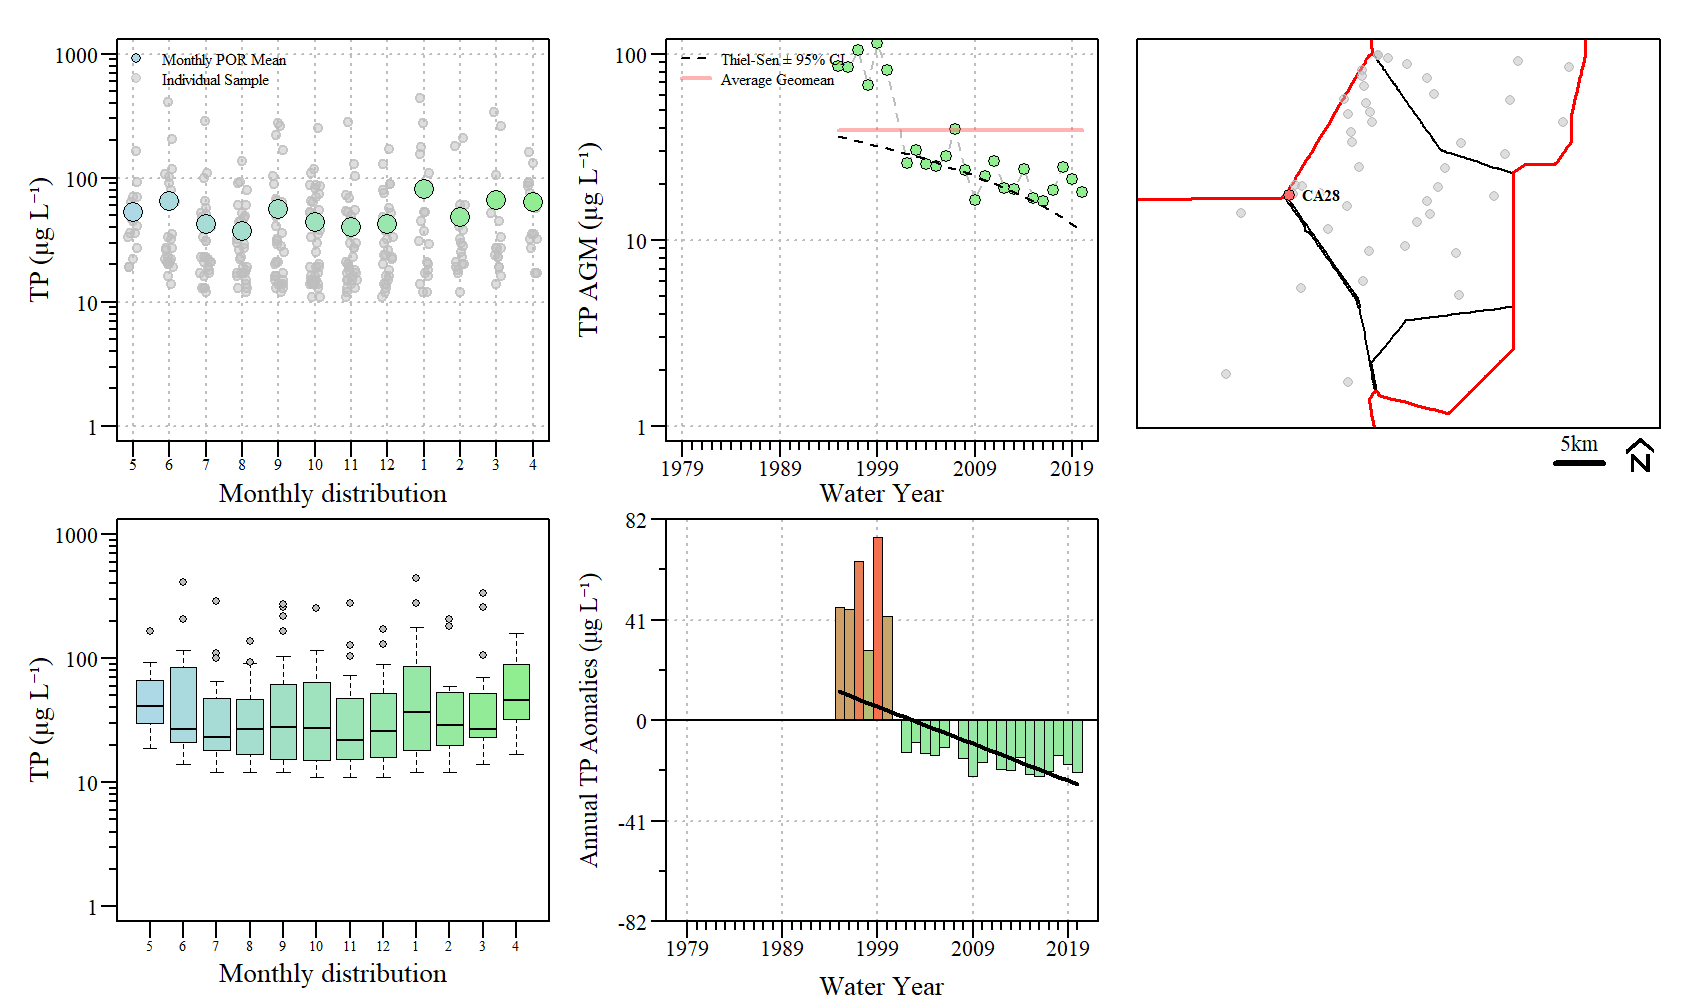 1000
100
10
1
TP (µg L⁻¹)
Monthly POR Mean
Individual Sample
5 6 7 8 9 10 11 12 1 2 3 4
Monthly distribution
100
10
1
TP AGM (µg L⁻¹)
Thiel-Sen ± 95% CI
Average Geomean
1979 1989 1999 2009 2019
Water Year
CA28
5km
N
1000
100
10
1
TP (µg L⁻¹)
5 6 7 8 9 10 11 12 1 2 3 4
Monthly distribution
82
41
0
-41
-82
Annual TP Aomalies (µg L⁻¹)
1979 1989 1999 2009 2019
Water Year